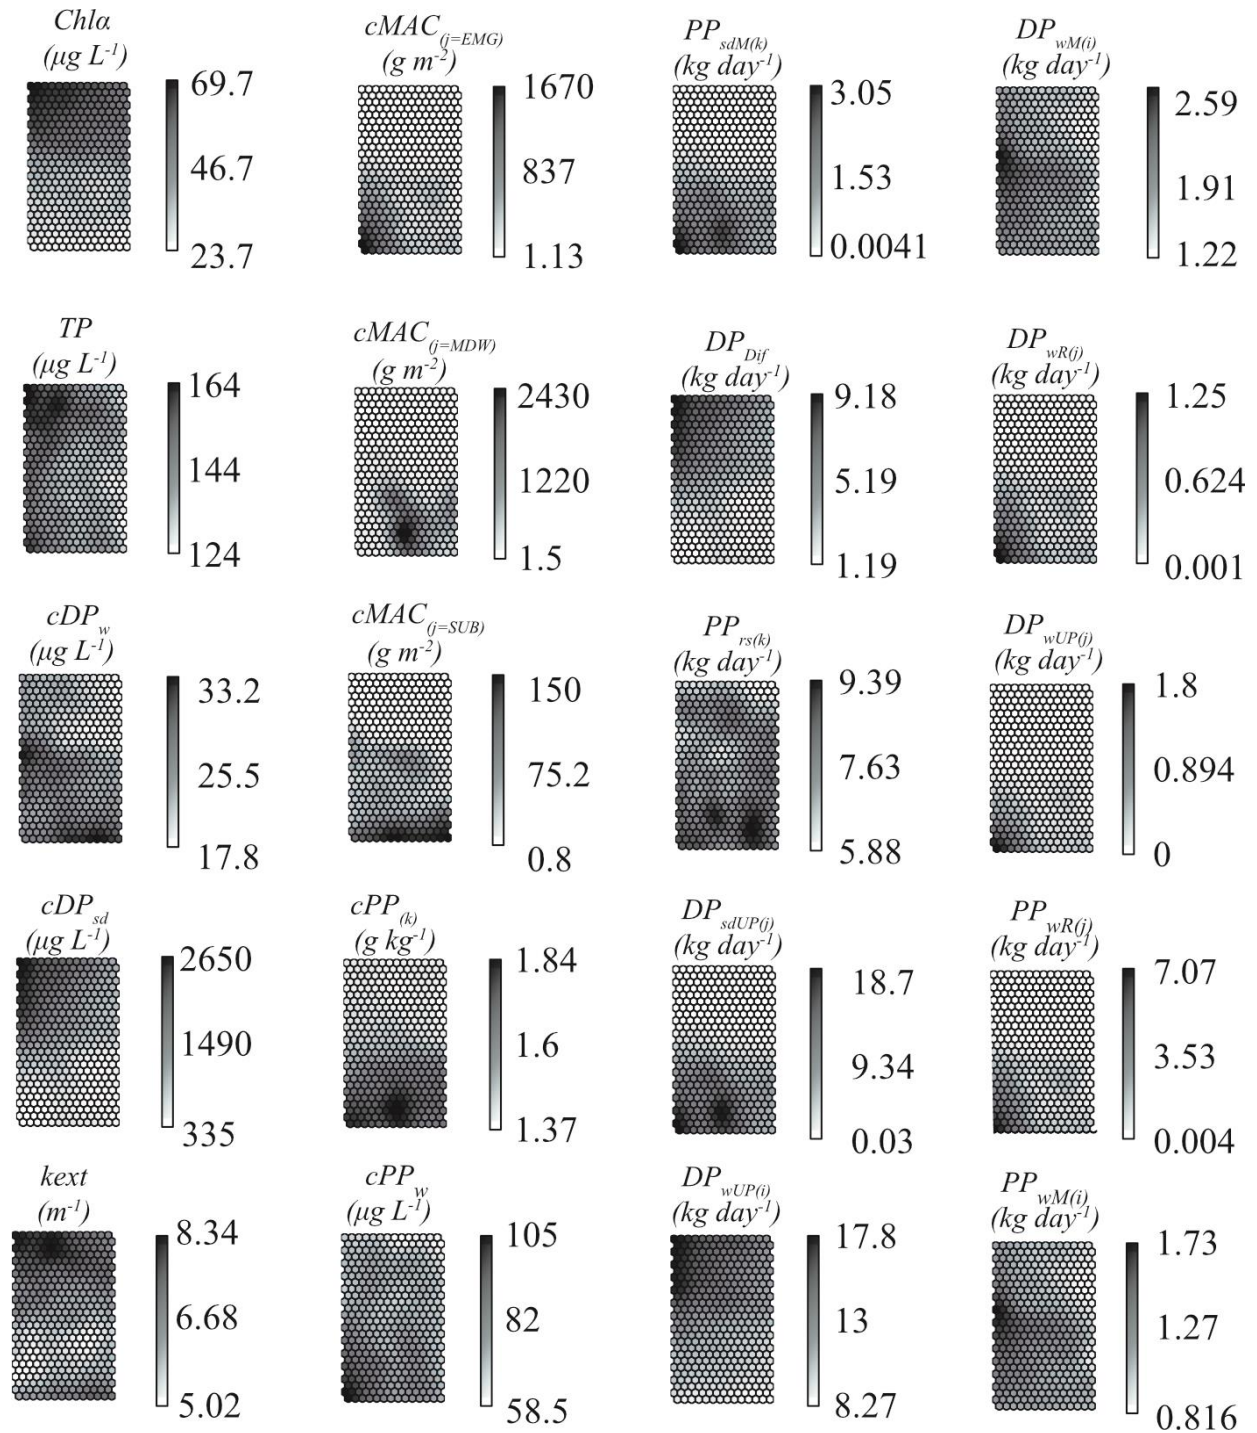 Chlα
(µg L-1)
69.7
46.7
23.7
cMAC(j=EMG)
(g m-2)
1670
837
1.13
PPsdM(k)
(kg day-1)
3.05
1.53
0.0041
DPwM(i)
(kg day-1)
2.59
1.91
1.22
TP
(µg L-1)
164
144
124
cMAC(j=MDW)
(g m-2)
2430
1220
1.5
DPDif
(kg day-1)
9.18
5.19
1.19
DPwR(j)
(kg day-1)
1.25
0.624
0.001
cDPw
(µg L-1)
33.2
25.5
17.8
cMAC(j=SUB)
(g m-2)
150
75.2
0.8
PPrs(k)
(kg day-1)
9.39
7.63
5.88
DPwUP(j)
(kg day-1)
1.8
0.894
0
cDPsd
(µg L-1)
2650
1490
335
cPP(k)
(g kg-1)
1.84
1.6
1.37
DPsdUP(j)
(kg day-1)
18.7
9.34
0.03
PPwR(j)
(kg day-1)
7.07
3.53
0.004
kext
(m-1)
8.34
6.68
5.02
cPPw
(µg L-1)
105
82
58.5
DPwUP(i)
(kg day-1)
17.8
13
8.27
PPwM(i)
(kg day-1)
1.73
1.27
0.816